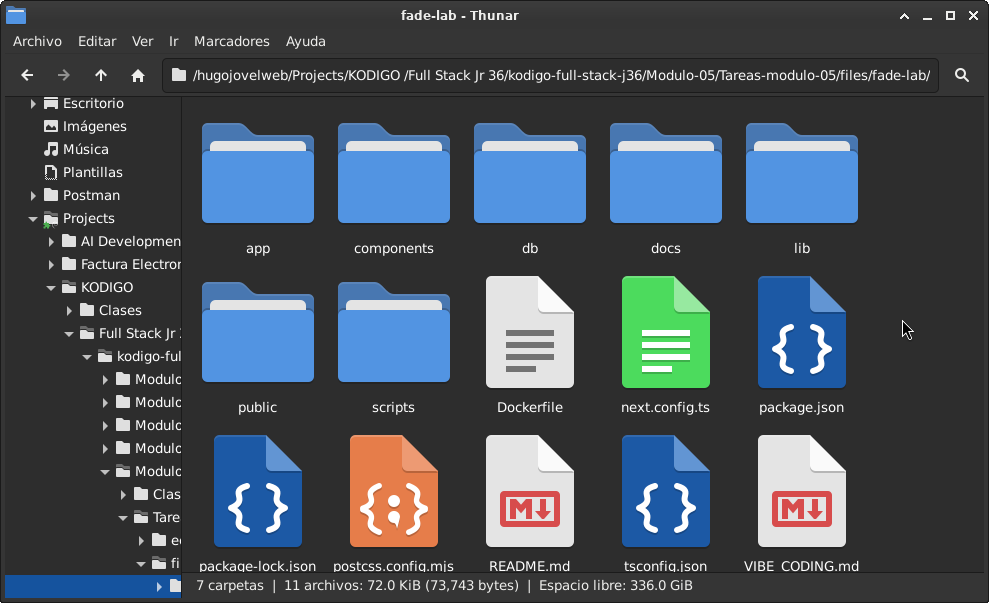 fade-lab - Thunar
Archivo Editar Ver Ir Marcadores Ayuda
/hugojovelweb/Projects/KODIGO /Full Stack Jr 36/kodigo-full-stack-j36/Modulo-05/Tareas-modulo-05/files/fade-lab/
Escritorio
Imágenes
Música
Plantillas
Postman
Projects
AI Developmen
Factura Electror
KODIGO
Clases
Full Stack Jr
kodigo-ful
Modulo
Modulo
Modulo
Modulo
Modulo
Clas
Tare
fi
app components db docs lib
public scripts Dockerfile next.config.ts package.json
package-lock.json postcss.config.mjs README.md tsconfig.json VIBE_CODING.md
7 carpetas | 11 archivos: 72.0 KiB (73,743 bytes) | Espacio libre: 336.0 GiB